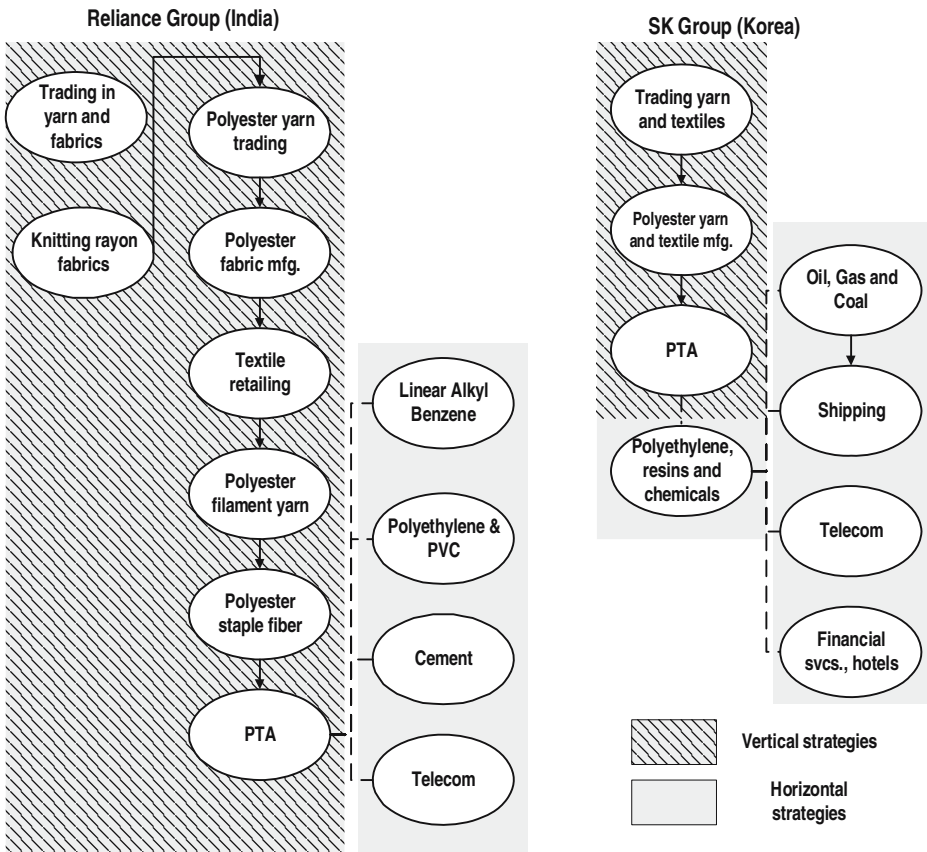 Reliance Group (India)
Trading in
yarn and
fabrics
Knitting rayon
fabrics
Polyester yarn
trading
Polyester
fabric mfg.
Textile
retailing
Polyester
filament yarn
Polyester
staple fiber
PTA
Linear Alkyl
Benzene
Polyethylene &
PVC
Cement
Telecom
SK Group (Korea)
Trading yarn
and textiles
Polyester yarn
and textile mfg.
PTA
Polyethylene,
resins and
chemicals
Oil, Gas and
Coal
Shipping
Telecom
Financial
svcs., hotels
Vertical strategies
Horizontal
strategies